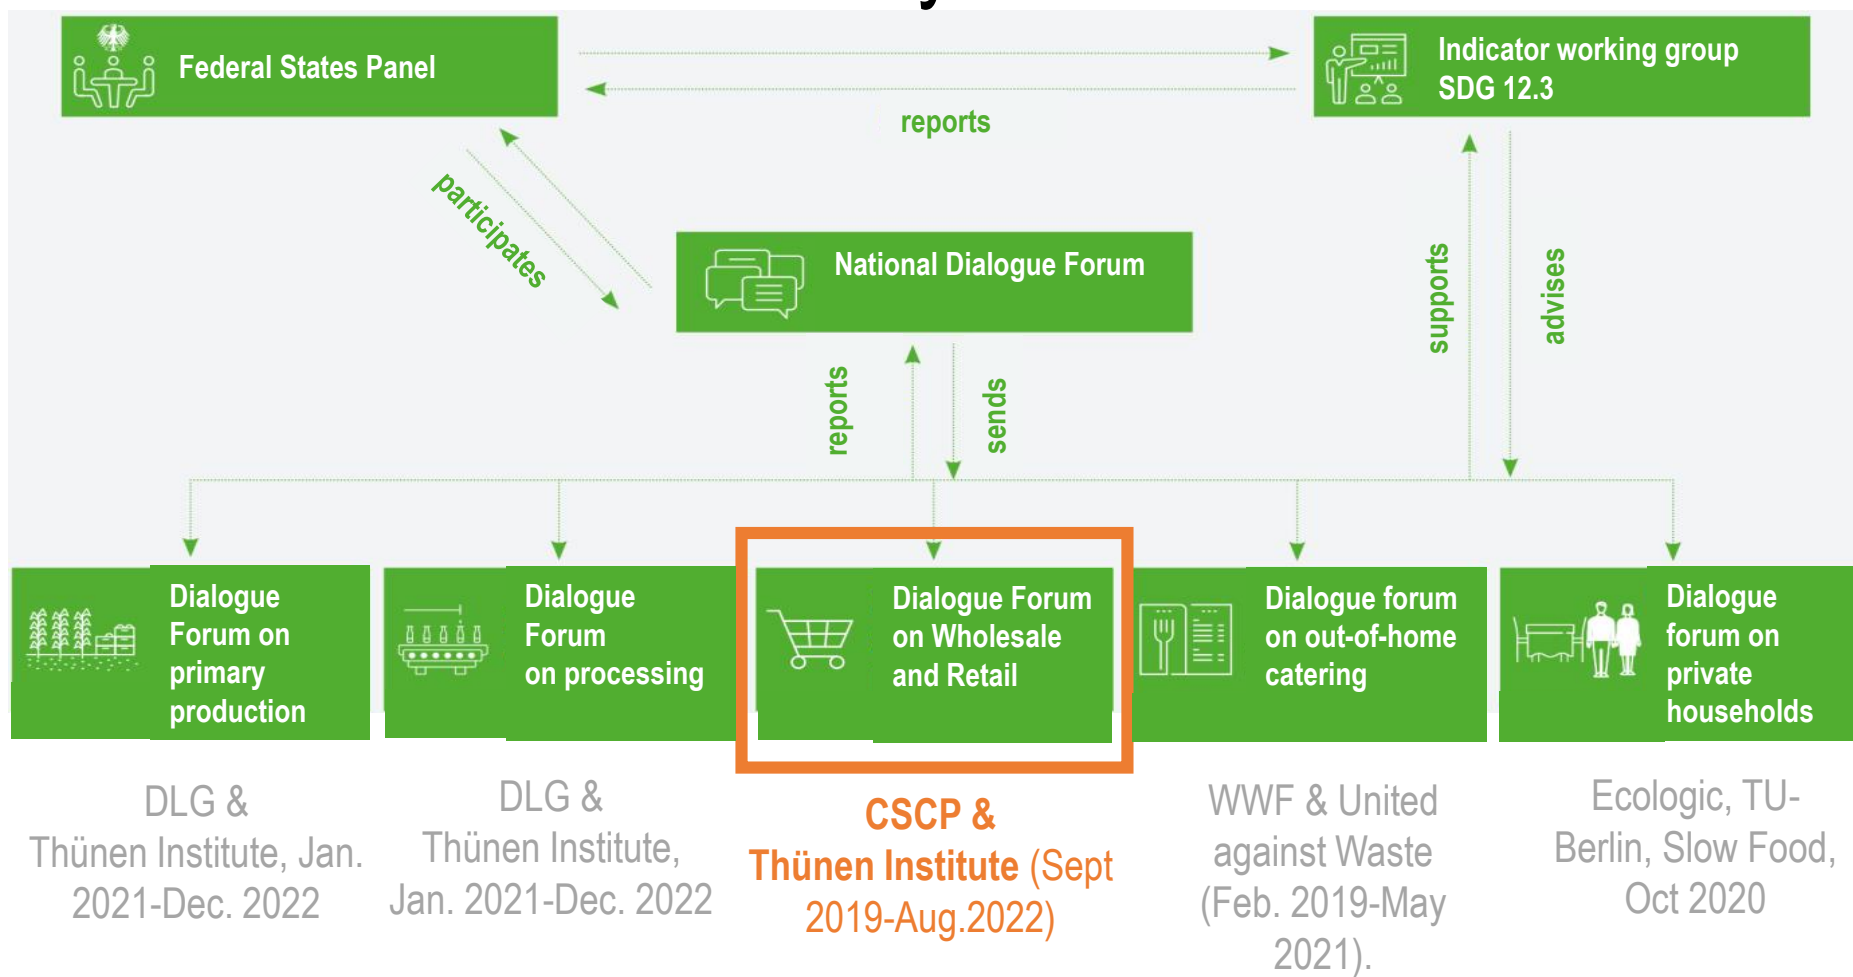 Federal States Panel
Indicator working group
SDG 12.3
reports
participates
National Dialogue Forum
supports
advises
reports
sends
Dialogue
Forum on
primary
production
Dialogue
Forum
on processing
Dialogue Forum
on Wholesale
and Retail
Dialogue forum
on out-of-home
catering
Dialogue
forum on
private
households
DLG &
Thünen Institute, Jan.
2021-Dec. 2022
DLG &
Thünen Institute,
Jan. 2021-Dec. 2022
CSCP &
Thünen Institute (Sept
2019-Aug.2022)
WWF & United
against Waste
(Feb. 2019-May
2021).
Ecologic, TU-
Berlin, Slow Food,
Oct 2020